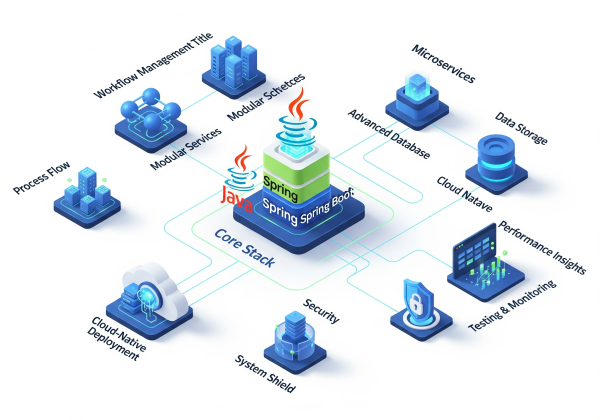 Workflow Management Title
Modular Schretces
Microservices
Modular Services
Advanced Database
Data Storage
Process Flow
Java
Spring
Spring Spring Boot:
Cloud Natave
Core Stack
Performance Insights
Testing & Monitoring
Cloud-Native
Deployment
Security
System Shield